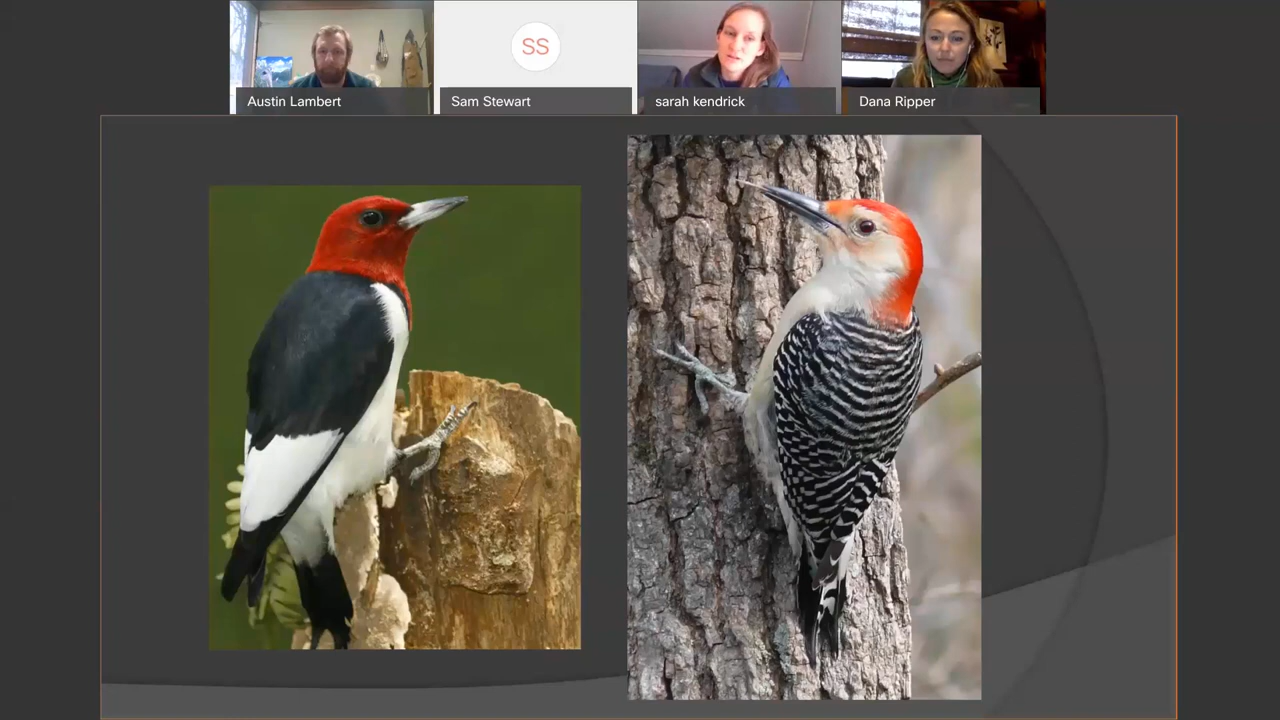 Austin Lambert
SS
Sam Stewart
sarah kendrick
Dana Ripper